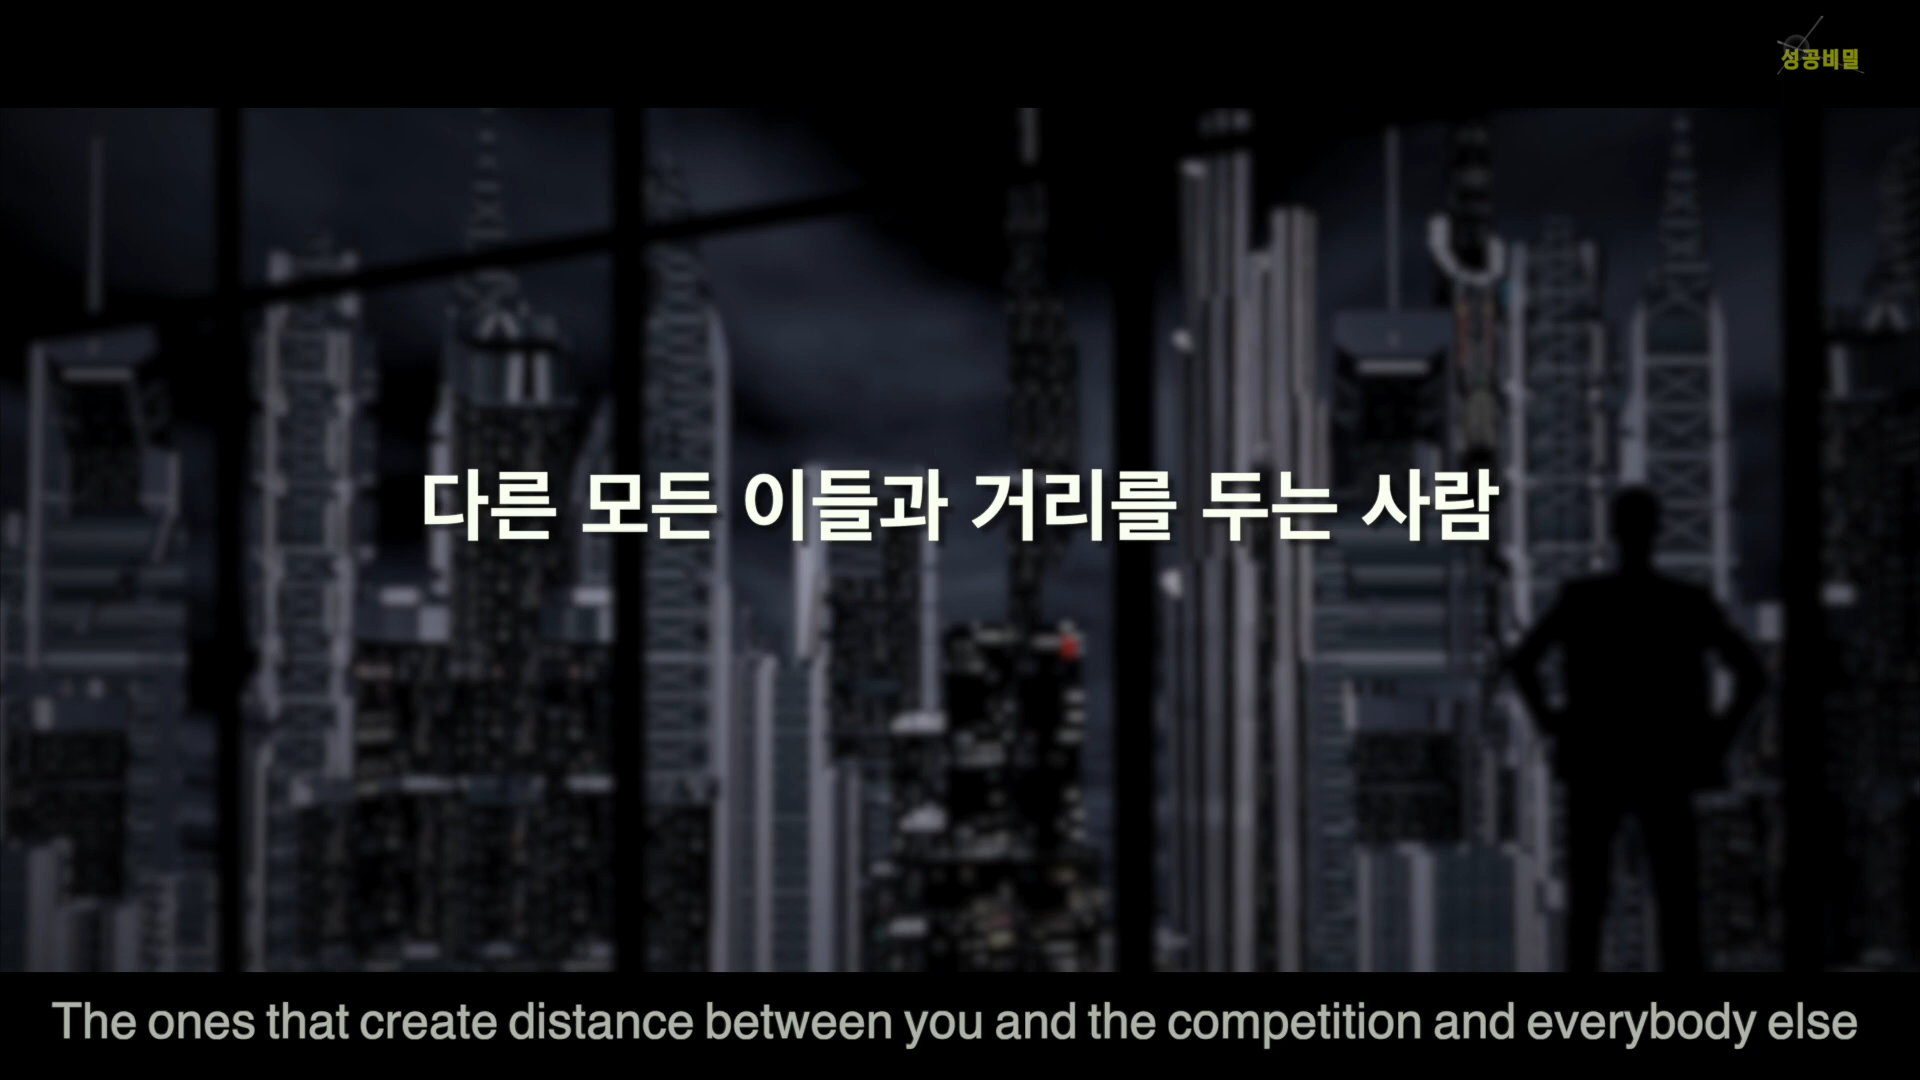 성공비밀
다른 모든 이들과 거리를 두는 사람
The ones that create distance between you and the competition and everybody else